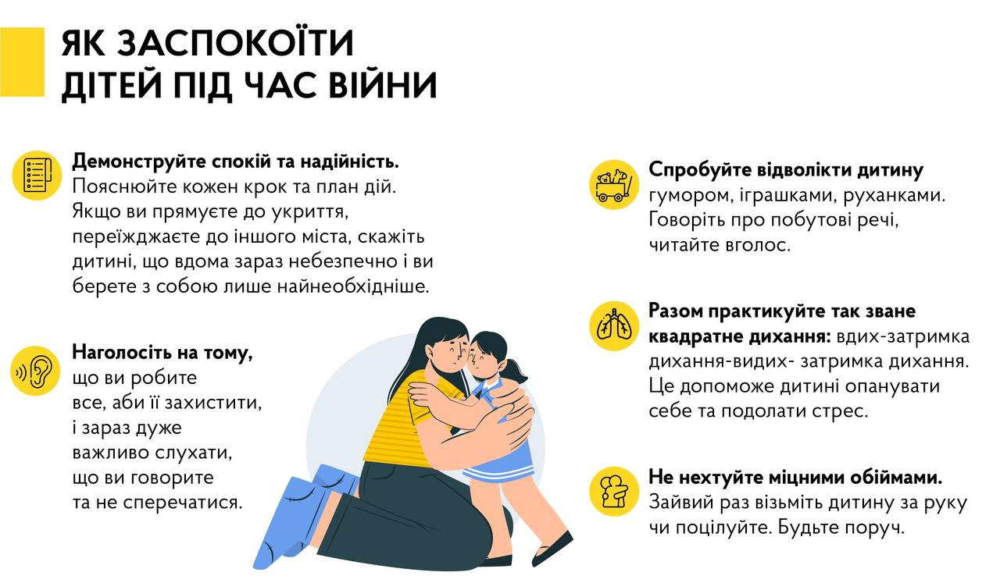 ЯК ЗАСПОКОЇТИ
ДІТЕЙ ПІД ЧАС ВІЙНИ
Демонструйте спокій та надійність.
Пояснюйте кожен крок та план дій.
Якщо ви прямуєте до укриття,
переїжджаєте до іншого міста, скажіть
дитині, що вдома зараз небезпечно і ви
берете з собою лише найнеобхідніше.
Наголосіть на тому,
що ви робите
все, аби її захистити,
і зараз дуже
важливо слухати,
що ви говорите
та не сперечатися.
Спробуйте відволікти дитину
гумором, іграшками, руханками.
Говоріть про побутові речі,
читайте вголос.
Разом практикуйте так зване
квадратне дихання: вдих-затримка
дихання-видих- затримка дихання.
Це допоможе дитині опанувати
себе та подолати стрес.
Не нехтуйте міцними обіймами.
Зайвий раз візьміть дитину за руку
чи поцілуйте. Будьте поруч.